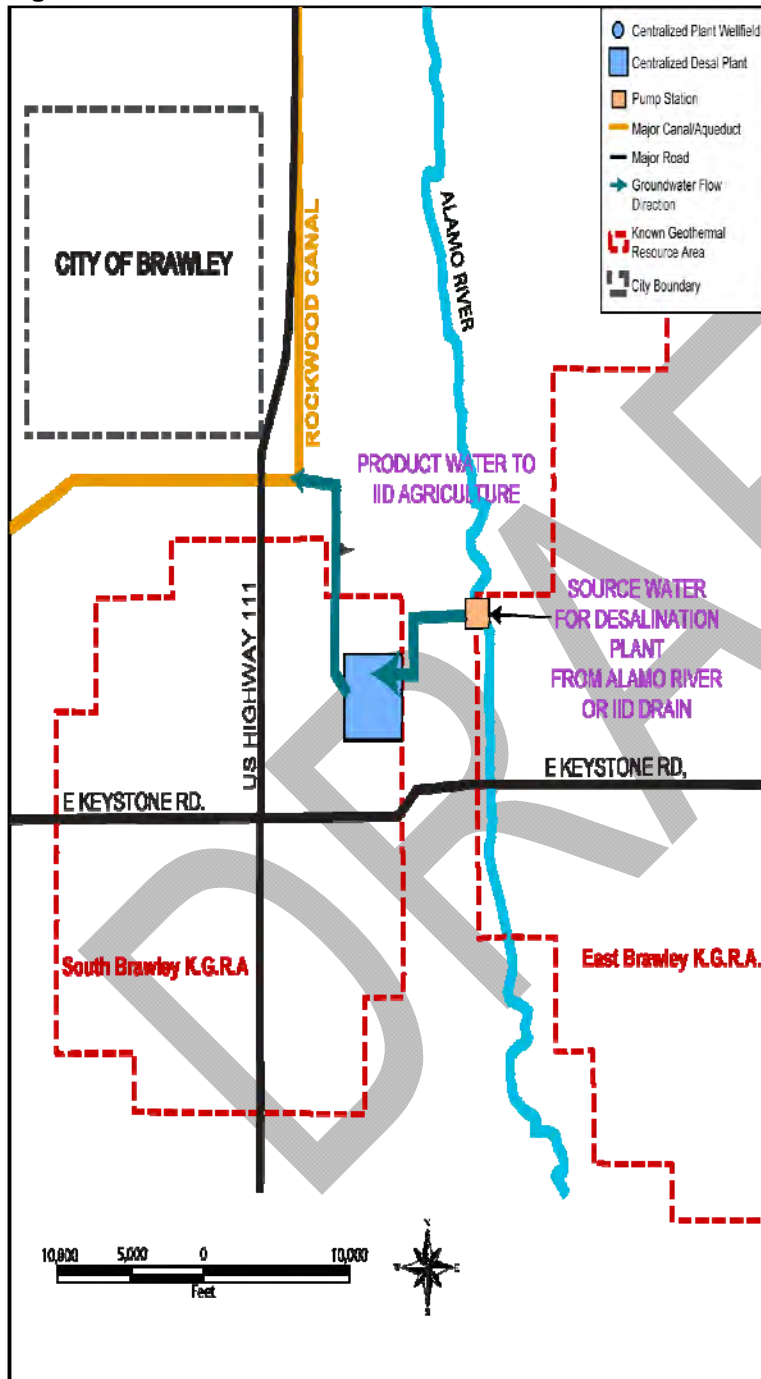 Centralized Plant Wellfield
Centralized Desal Plant
Pump Station
Major Canal/Aqueduct
Major Road
Groundwater Flow
Direction
Known Geothermal
Resource Area
City Boundary
CITY OF BRAWLEY
ROCKWOOD CANAL
ALAMO RIVER
PRODUCT WATER TO
IID AGRICULTURE
US HIGHWAY 111
SOURCE WATER
FOR DESALINATION
PLANT
FROM ALAMO RIVER
OR IID DRAIN
E KEYSTONE RD,
E KEYSTONE RD.
South Brawley K.G.R.A
East Brawley K.G.R.A.
DRA
10,000 5,000 0 10,000
Feet
N
W E